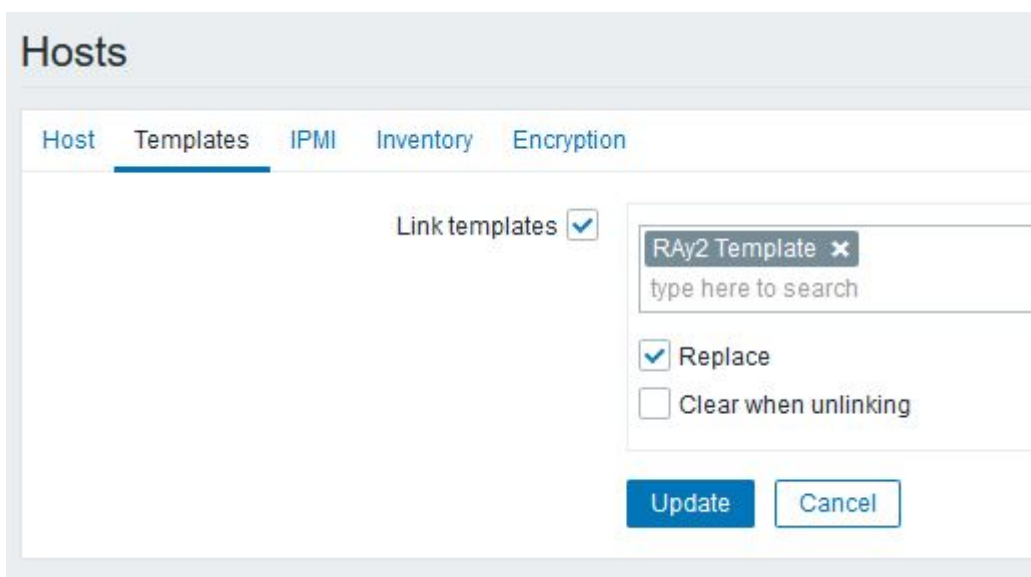 Hosts
Host Templates IPMI Inventory Encryption
Link templates
RAy2 Template
type here to search
Replace
Clear when unlinking
Update Cancel